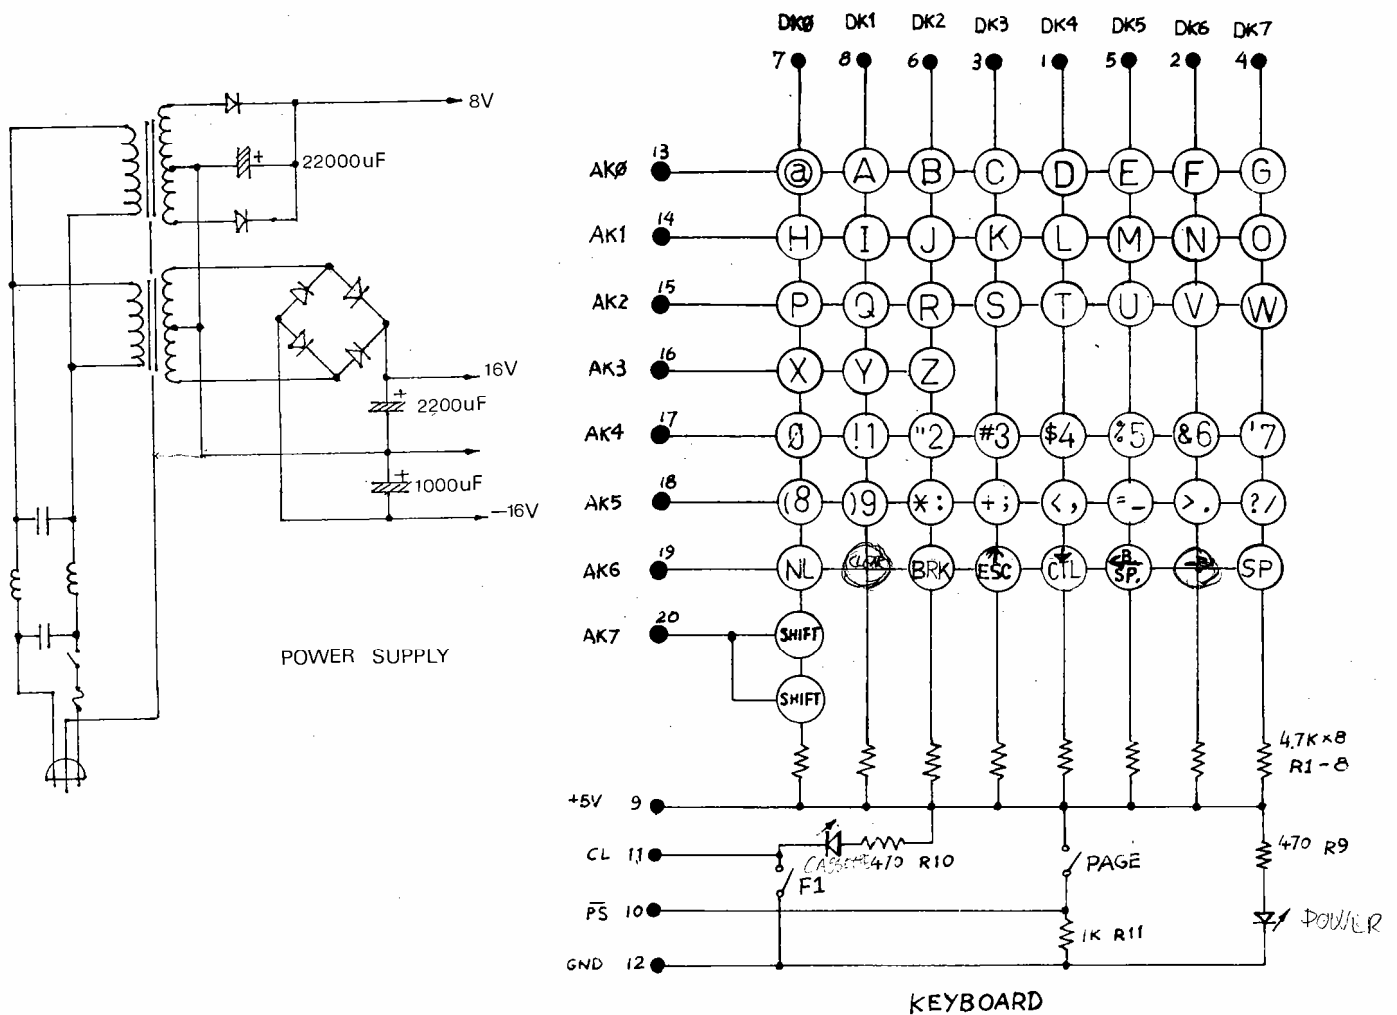 DKØ DK1 DK2 DK3 DK4 DK5 DK6 DK7
7 8 6 3 1 5 2 4
8V
22000uF
16V
2200uF
1000uF
-16V
POWER SUPPLY
AKØ 13 @ A B C D E F G
AK1 14 H I J K L M N O
AK2 15 P Q R S T U V W
AK3 16 X Y Z
AK4 17 Ø !1 "2 #3 $4 %5 &6 '7
AK5 18 (8 )9 *: +; <, =- >. ?/
AK6 19 NL BRK ESC CTL B.SP. SP
AK7 20 SHIFT
SHIFT
4.7K×8
R1-8
+5V 9
CL 11 CASSETTE 470 R10 470 R9
F1 PAGE
PS 10 POWER
1K R11
GND 12
KEYBOARD